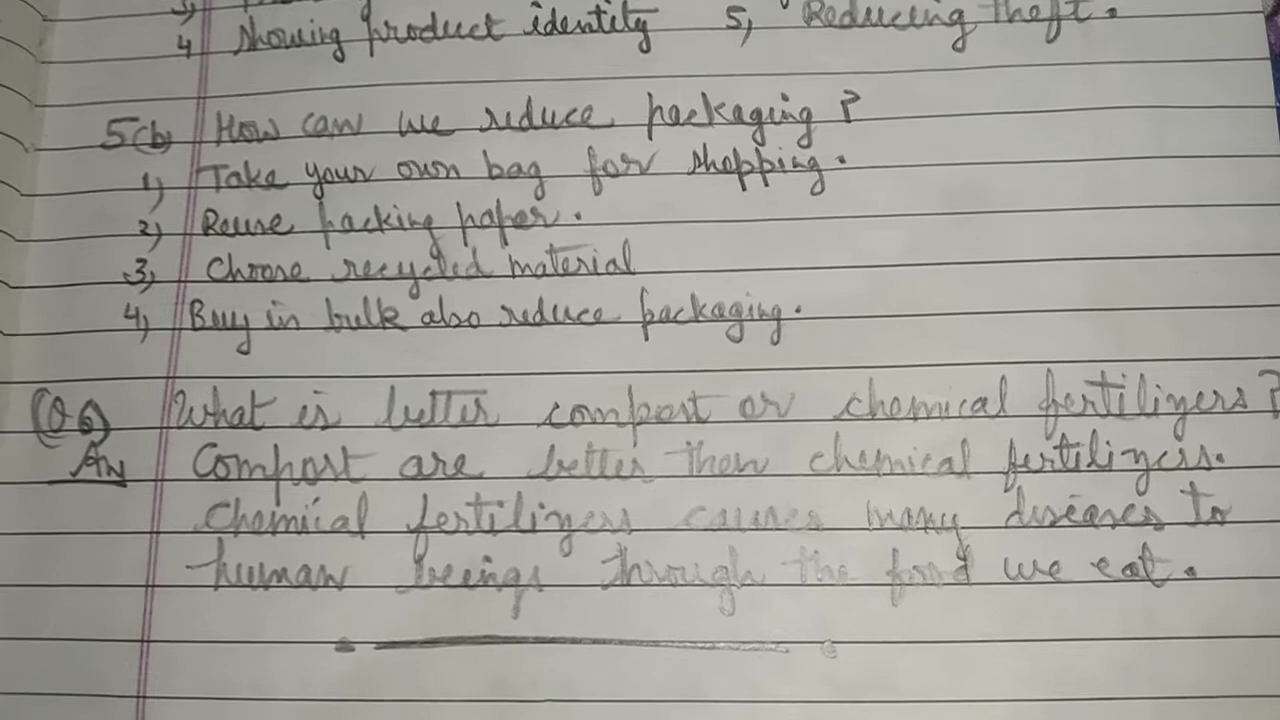 3)
4 Showing product identity 5, Reducing theft.
5(b) How can we reduce packaging?
1) Take your own bag for shopping.
2) Reuse packing paper.
3) Choose recycled material
4) Buy in bulk also reduce packaging.
(Q6) What is better compost or chemical fertilizers?
Ans Compost are better then chemical fertilizers.
Chemical fertilizers causes many diseases to
human beeings through the food we eat.